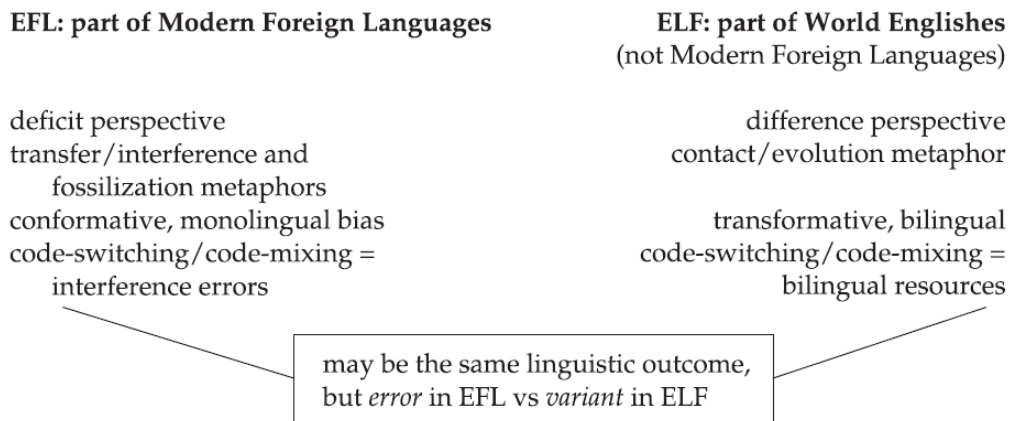 EFL: part of Modern Foreign Languages
ELF: part of World Englishes
(not Modern Foreign Languages)
deficit perspective
transfer/interference and
fossilization metaphors
conformative, monolingual bias
code-switching/code-mixing =
interference errors
difference perspective
contact/evolution metaphor
transformative, bilingual
code-switching/code-mixing =
bilingual resources
may be the same linguistic outcome,
but error in EFL vs variant in ELF